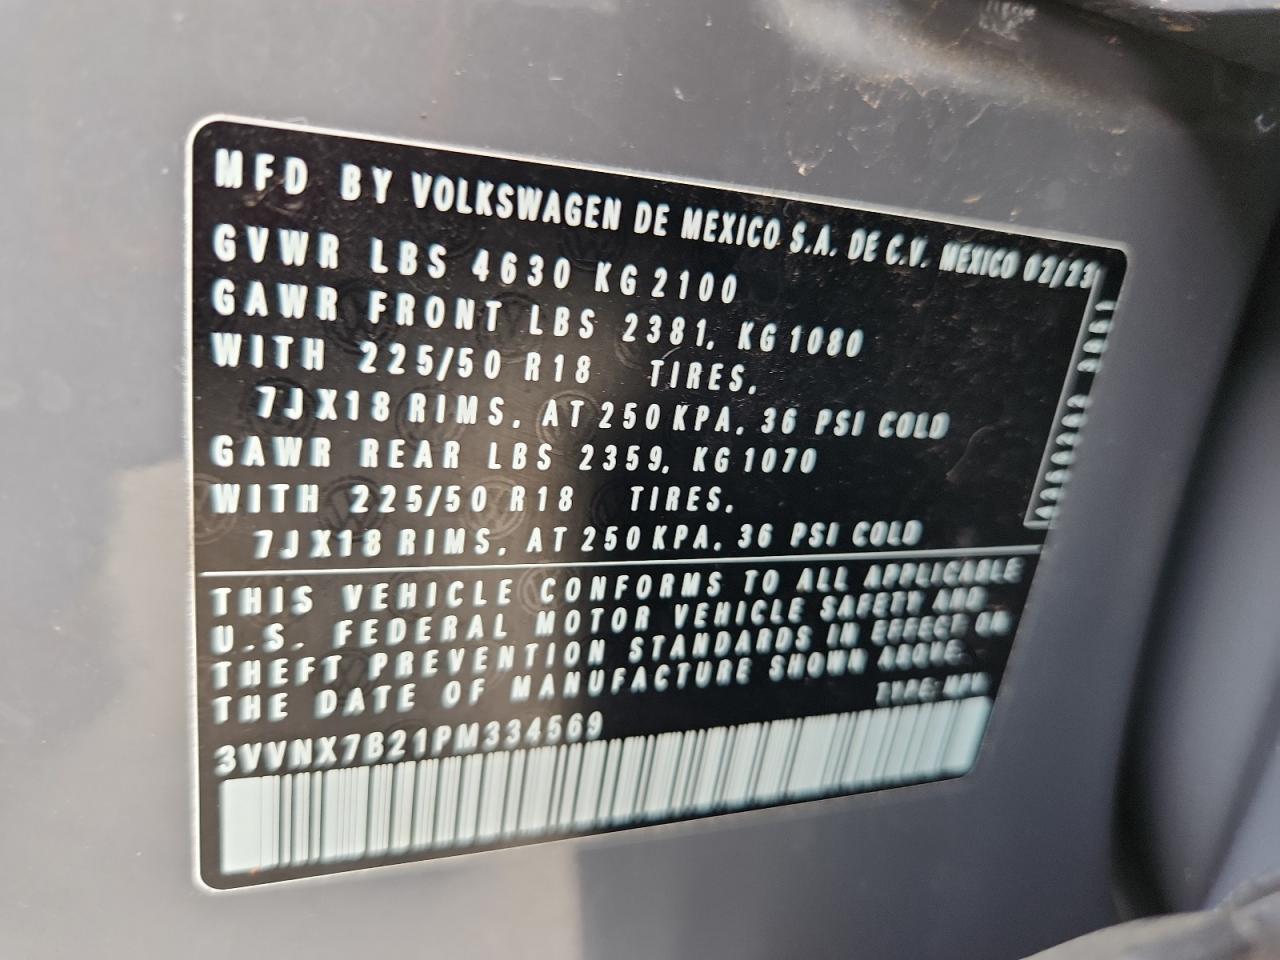 MFD BY VOLKSWAGEN DE MEXICO S.A. DE C.V. MEXICO 02/23
GVWR LBS 4630 KG 2100
GAWR FRONT LBS 2381, KG 1080
WITH 225/50 R18 TIRES,
7JX18 RIMS, AT 250 KPA, 36 PSI COLD
GAWR REAR LBS 2359, KG 1070
WITH 225/50 R18 TIRES,
7JX18 RIMS, AT 250 KPA, 36 PSI COLD
THIS VEHICLE CONFORMS TO ALL APPLICABLE
U.S. FEDERAL MOTOR VEHICLE SAFETY AND
THEFT PREVENTION STANDARDS IN EFFECT ON
THE DATE OF MANUFACTURE SHOWN ABOVE.
TYPE: MPV
3VVNX7B21PM334569